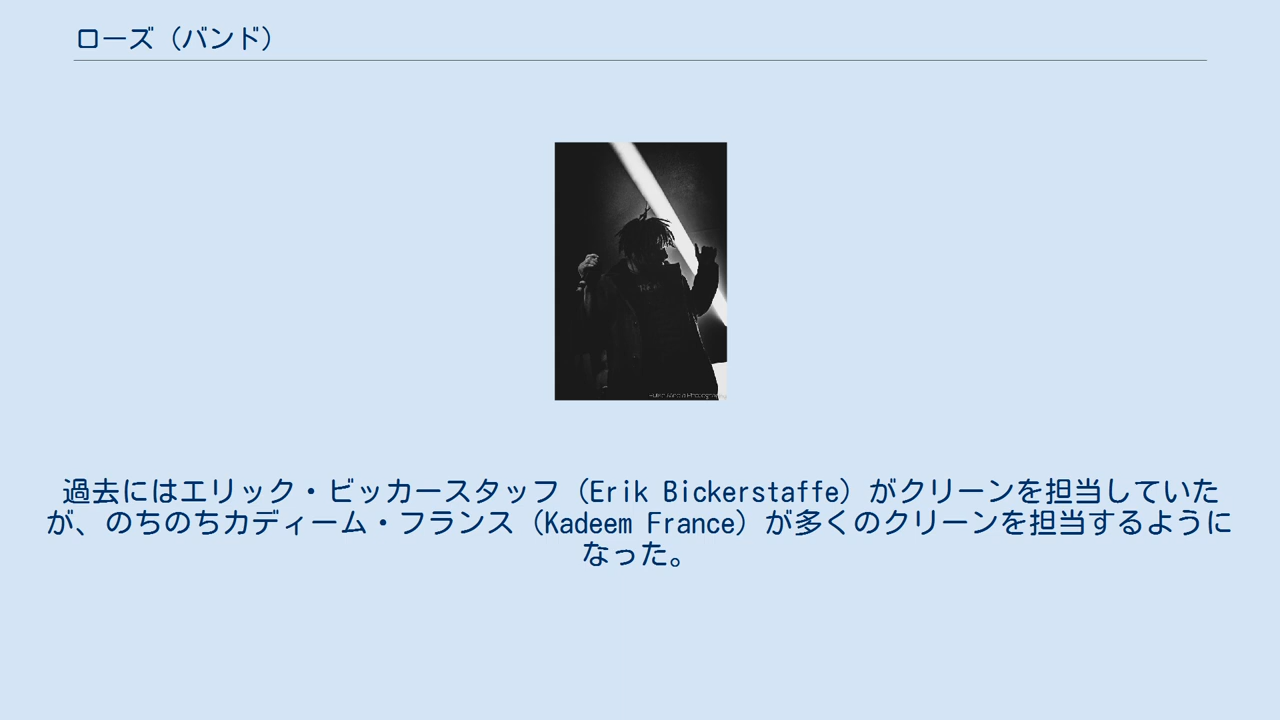 ローズ（バンド）
過去にはエリック・ビッカースタッフ（Erik Bickerstaffe）がクリーンを担当していた
が、のちのちカディーム・フランス（Kadeem France）が多くのクリーンを担当するように
なった。